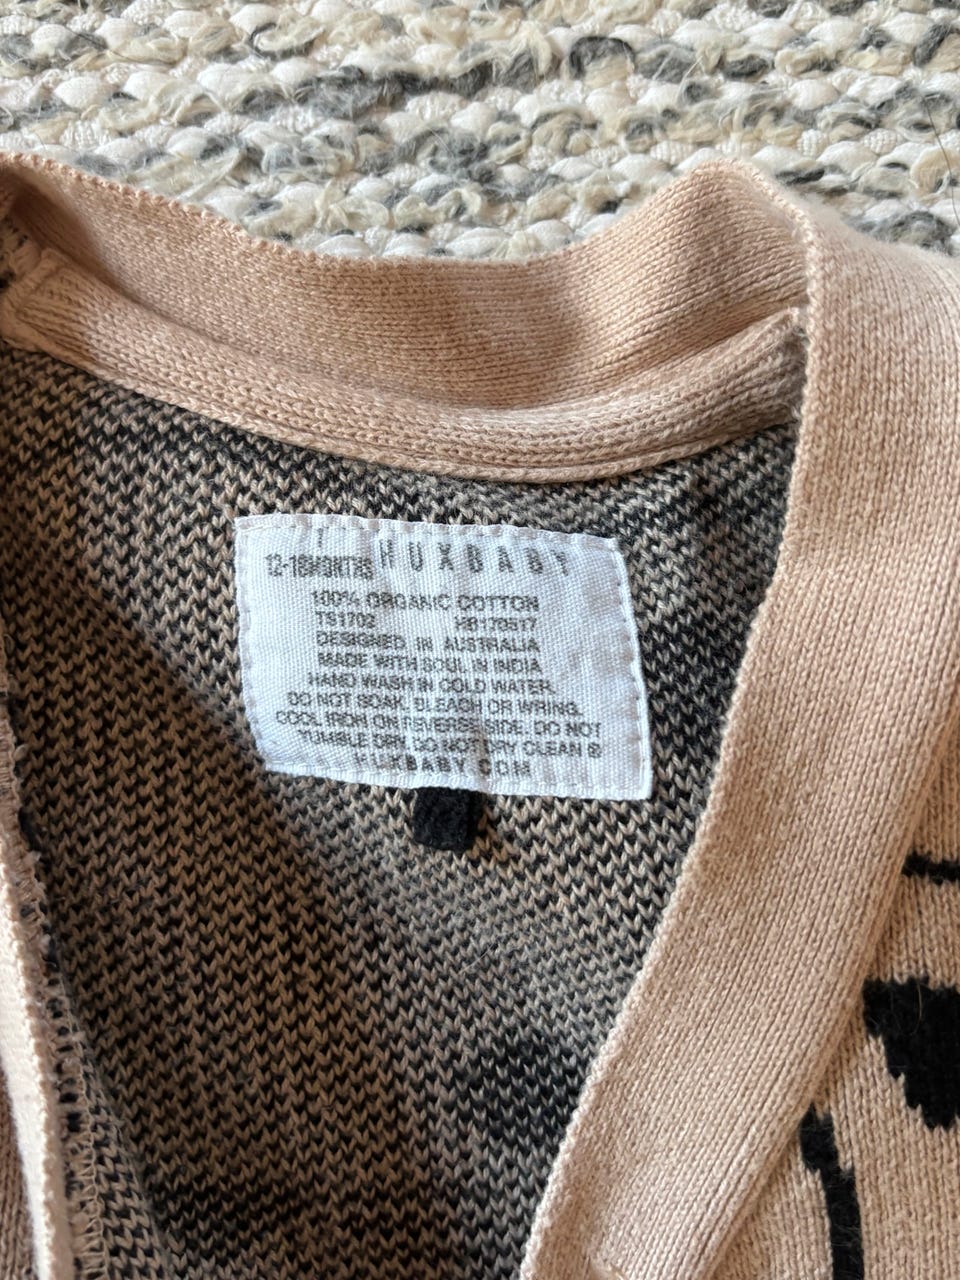 HUXBABY
12-18MONTHS
100% ORGANIC COTTON
TS1702 HB170517
DESIGNED IN AUSTRALIA
MADE WITH SOUL IN INDIA
HAND WASH IN COLD WATER.
DO NOT SOAK, BLEACH OR WRING.
COOL IRON ON REVERSE SIDE. DO NOT
TUMBLE DRY. DO NOT DRY CLEAN ®
HUXBABY.COM